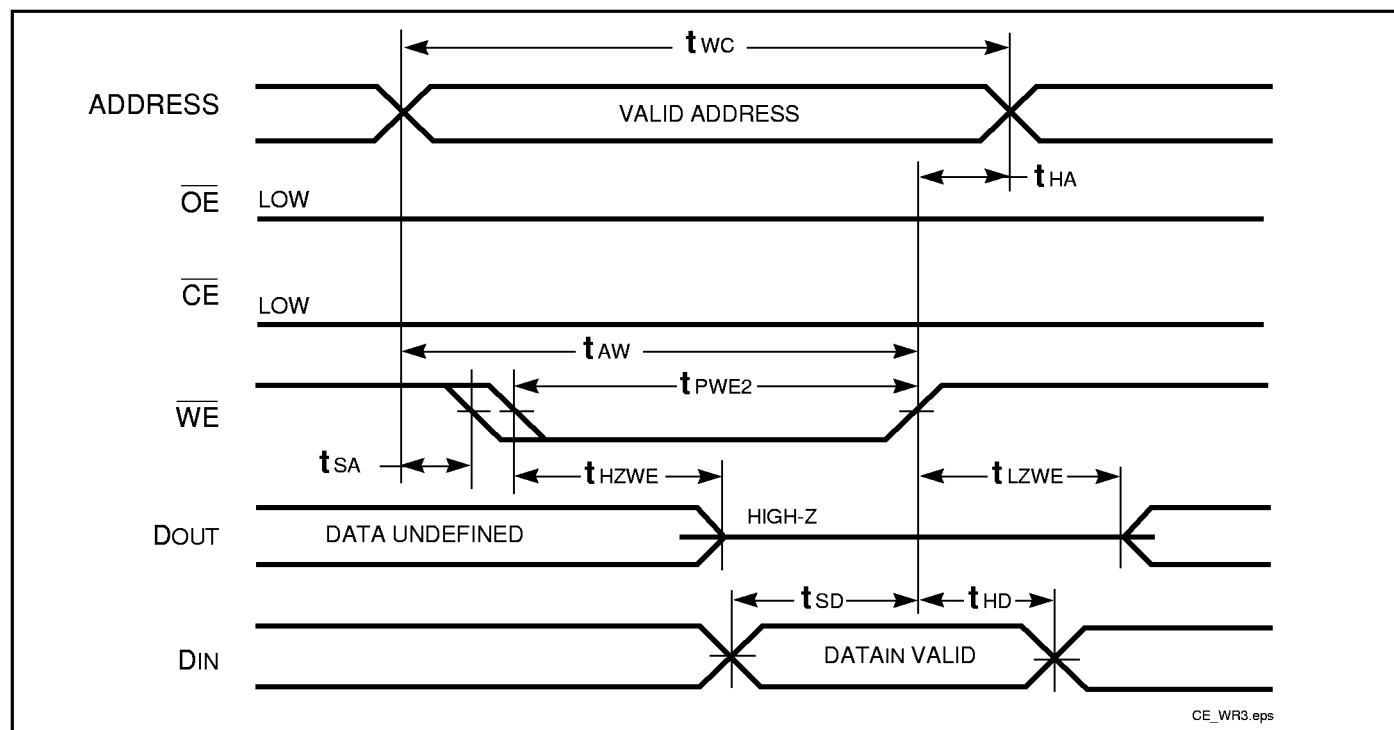 tWC
ADDRESS
VALID ADDRESS
tHA
OE
LOW
CE
LOW
tAW
tPWE2
WE
tSA
tHZWE
tLZWE
DOUT
DATA UNDEFINED
HIGH-Z
tSD
tHD
DIN
DATAIN VALID
CE_WR3.eps